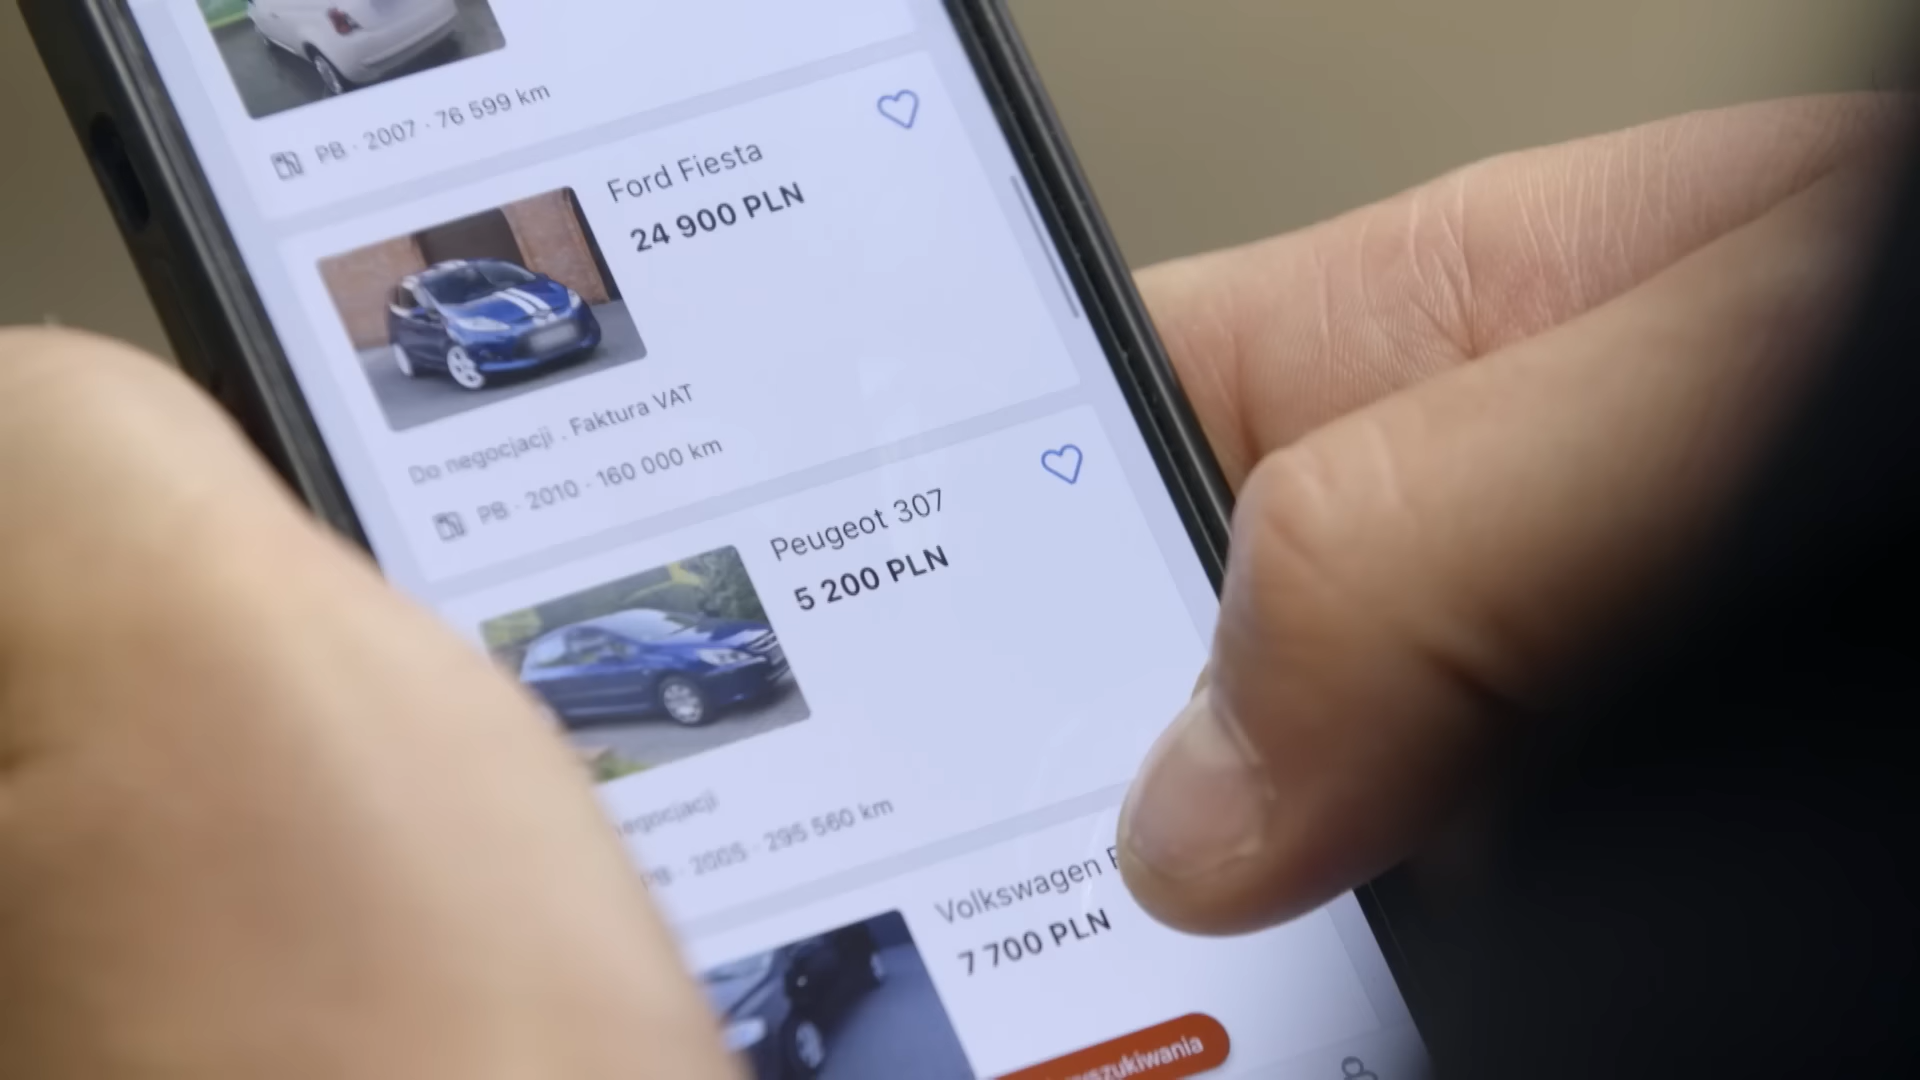 PB · 2007 · 76 599 km
Ford Fiesta
24 900 PLN
Do negocjacji . Faktura VAT
PB · 2010 · 160 000 km
Peugeot 307
5 200 PLN
negocjacji
PB · 2005 · 295 560 km
Volkswagen
7 700 PLN